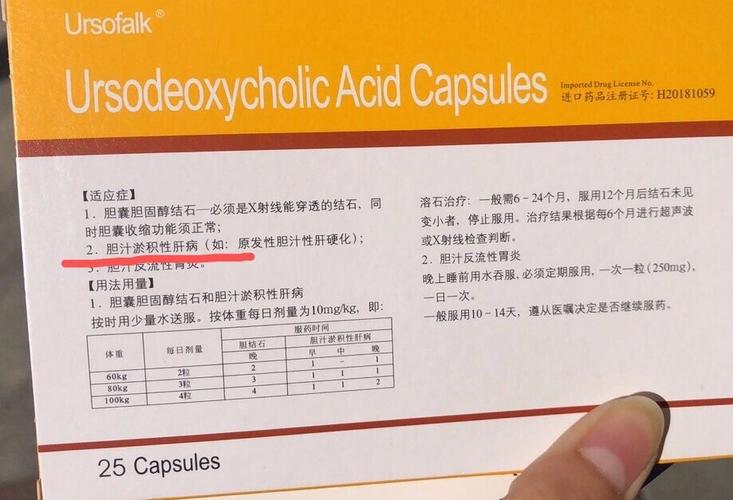 Ursofalk®
Ursodeoxycholic Acid Capsules
Imported Drug License No.
进口药品注册证号: H20181059
【适应症】
1. 胆囊胆固醇结石—必须是X射线能穿透的结石，同
时胆囊收缩功能须正常；
2. 胆汁淤积性肝病（如：原发性胆汁性肝硬化）；
3. 胆汁反流性胃炎。
【用法用量】
1. 胆囊胆固醇结石和胆汁淤积性肝病
按时用少量水送服。按体重每日剂量为10mg/kg，即：
体重 每日剂量 服药时间
胆结石 胆汁淤积性肝病
晚 早 中 晚
60kg 2粒 2 1 - 1
80kg 3粒 3 1 1 1
100kg 4粒 4 1 1 2
溶石治疗：一般需6-24个月，服用12个月后结石未见
变小者，停止服用。治疗结果根据每6个月进行超声波
或X射线检查判断。
2. 胆汁反流性胃炎
晚上睡前用水吞服，必须定期服用，一次一粒(250mg)，
一日一次。
一般服用10-14天，遵从医嘱决定是否继续服药。
25 Capsules